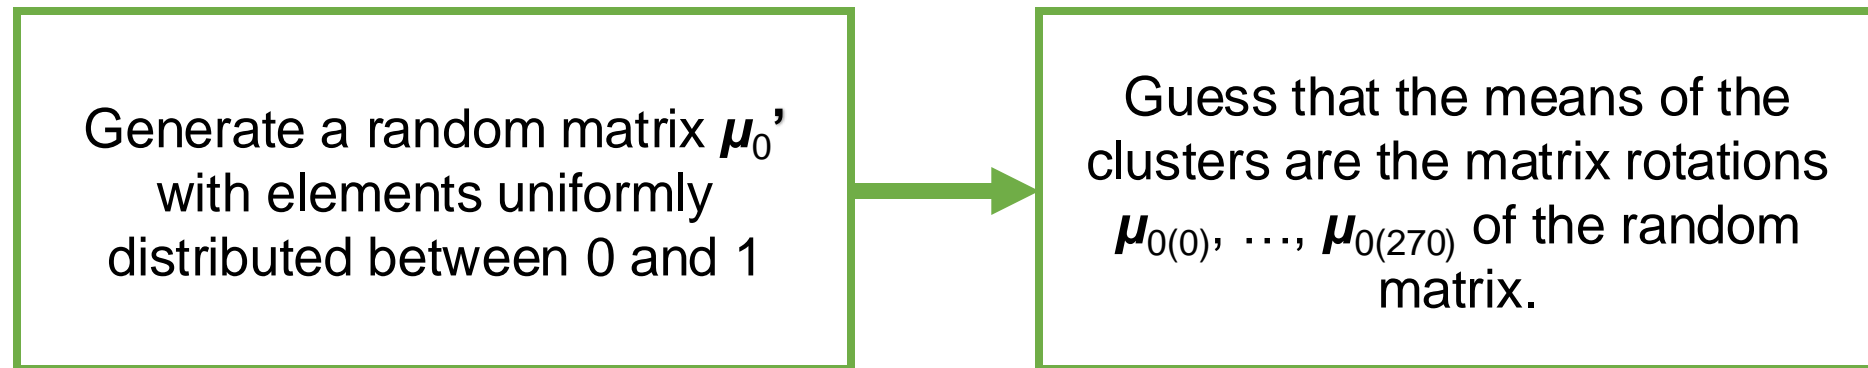 Generate a random matrix μ₀’
with elements uniformly
distributed between 0 and 1
Guess that the means of the
clusters are the matrix rotations
μ₀₍₀₎, …, μ₀₍₂₇₀₎ of the random
matrix.